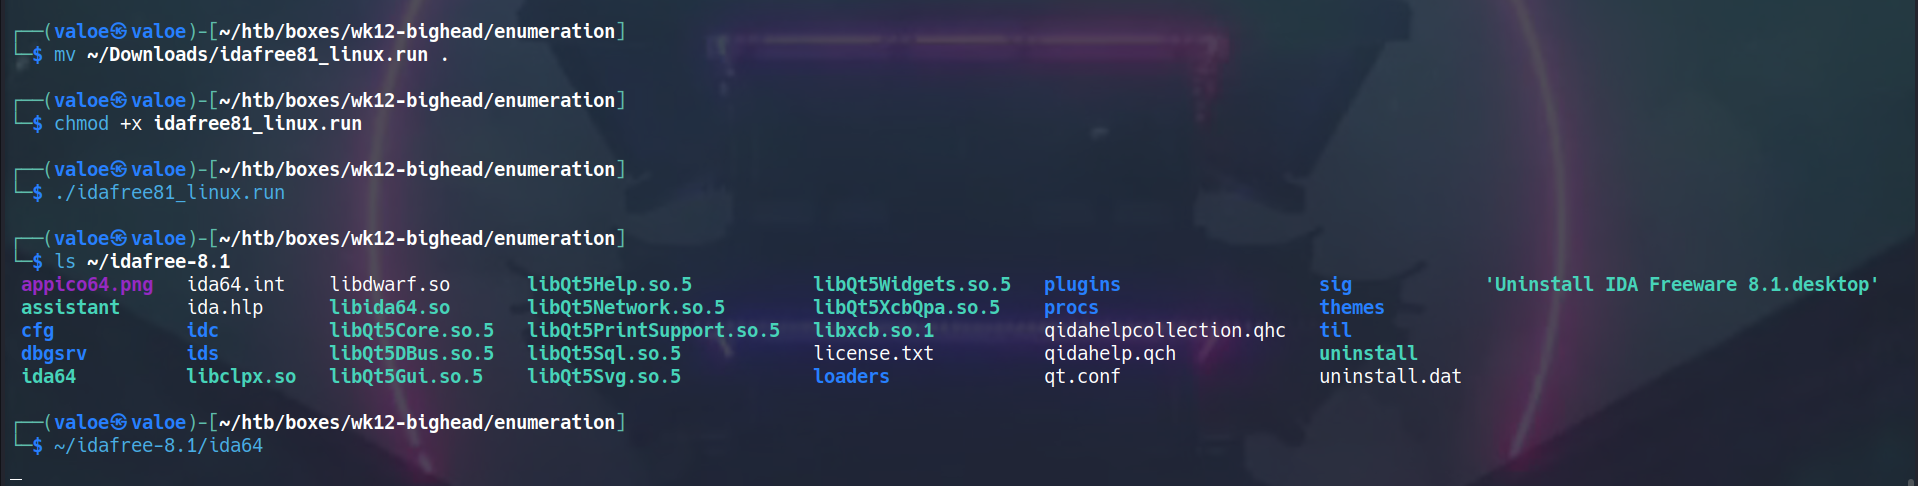 ┌──(valoe㉿valoe)-[~/htb/boxes/wk12-bighead/enumeration]
└─$ mv ~/Downloads/idafree81_linux.run .
┌──(valoe㉿valoe)-[~/htb/boxes/wk12-bighead/enumeration]
└─$ chmod +x idafree81_linux.run
┌──(valoe㉿valoe)-[~/htb/boxes/wk12-bighead/enumeration]
└─$ ./idafree81_linux.run
┌──(valoe㉿valoe)-[~/htb/boxes/wk12-bighead/enumeration]
└─$ ls ~/idafree-8.1
appico64.png ida64.int libdwarf.so libQt5Help.so.5 libQt5Widgets.so.5 plugins sig 'Uninstall IDA Freeware 8.1.desktop'
assistant ida.hlp libida64.so libQt5Network.so.5 libQt5XcbQpa.so.5 procs themes
cfg idc libQt5Core.so.5 libQt5PrintSupport.so.5 libxcb.so.1 qidahelpcollection.qhc til
dbgsrv ids libQt5DBus.so.5 libQt5Sql.so.5 license.txt qidahelp.qch uninstall
ida64 libclpx.so libQt5Gui.so.5 libQt5Svg.so.5 loaders qt.conf uninstall.dat
┌──(valoe㉿valoe)-[~/htb/boxes/wk12-bighead/enumeration]
└─$ ~/idafree-8.1/ida64